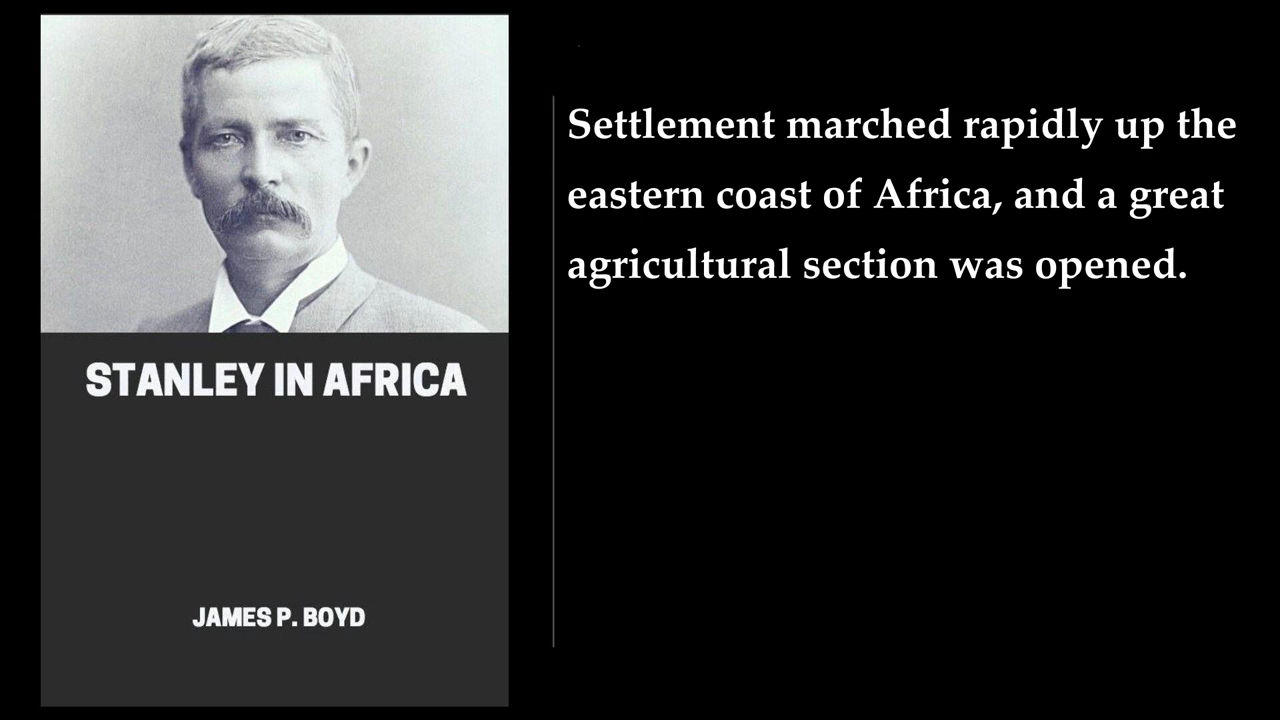 STANLEY IN AFRICA
JAMES P. BOYD
Settlement marched rapidly up the
eastern coast of Africa, and a great
agricultural section was opened.